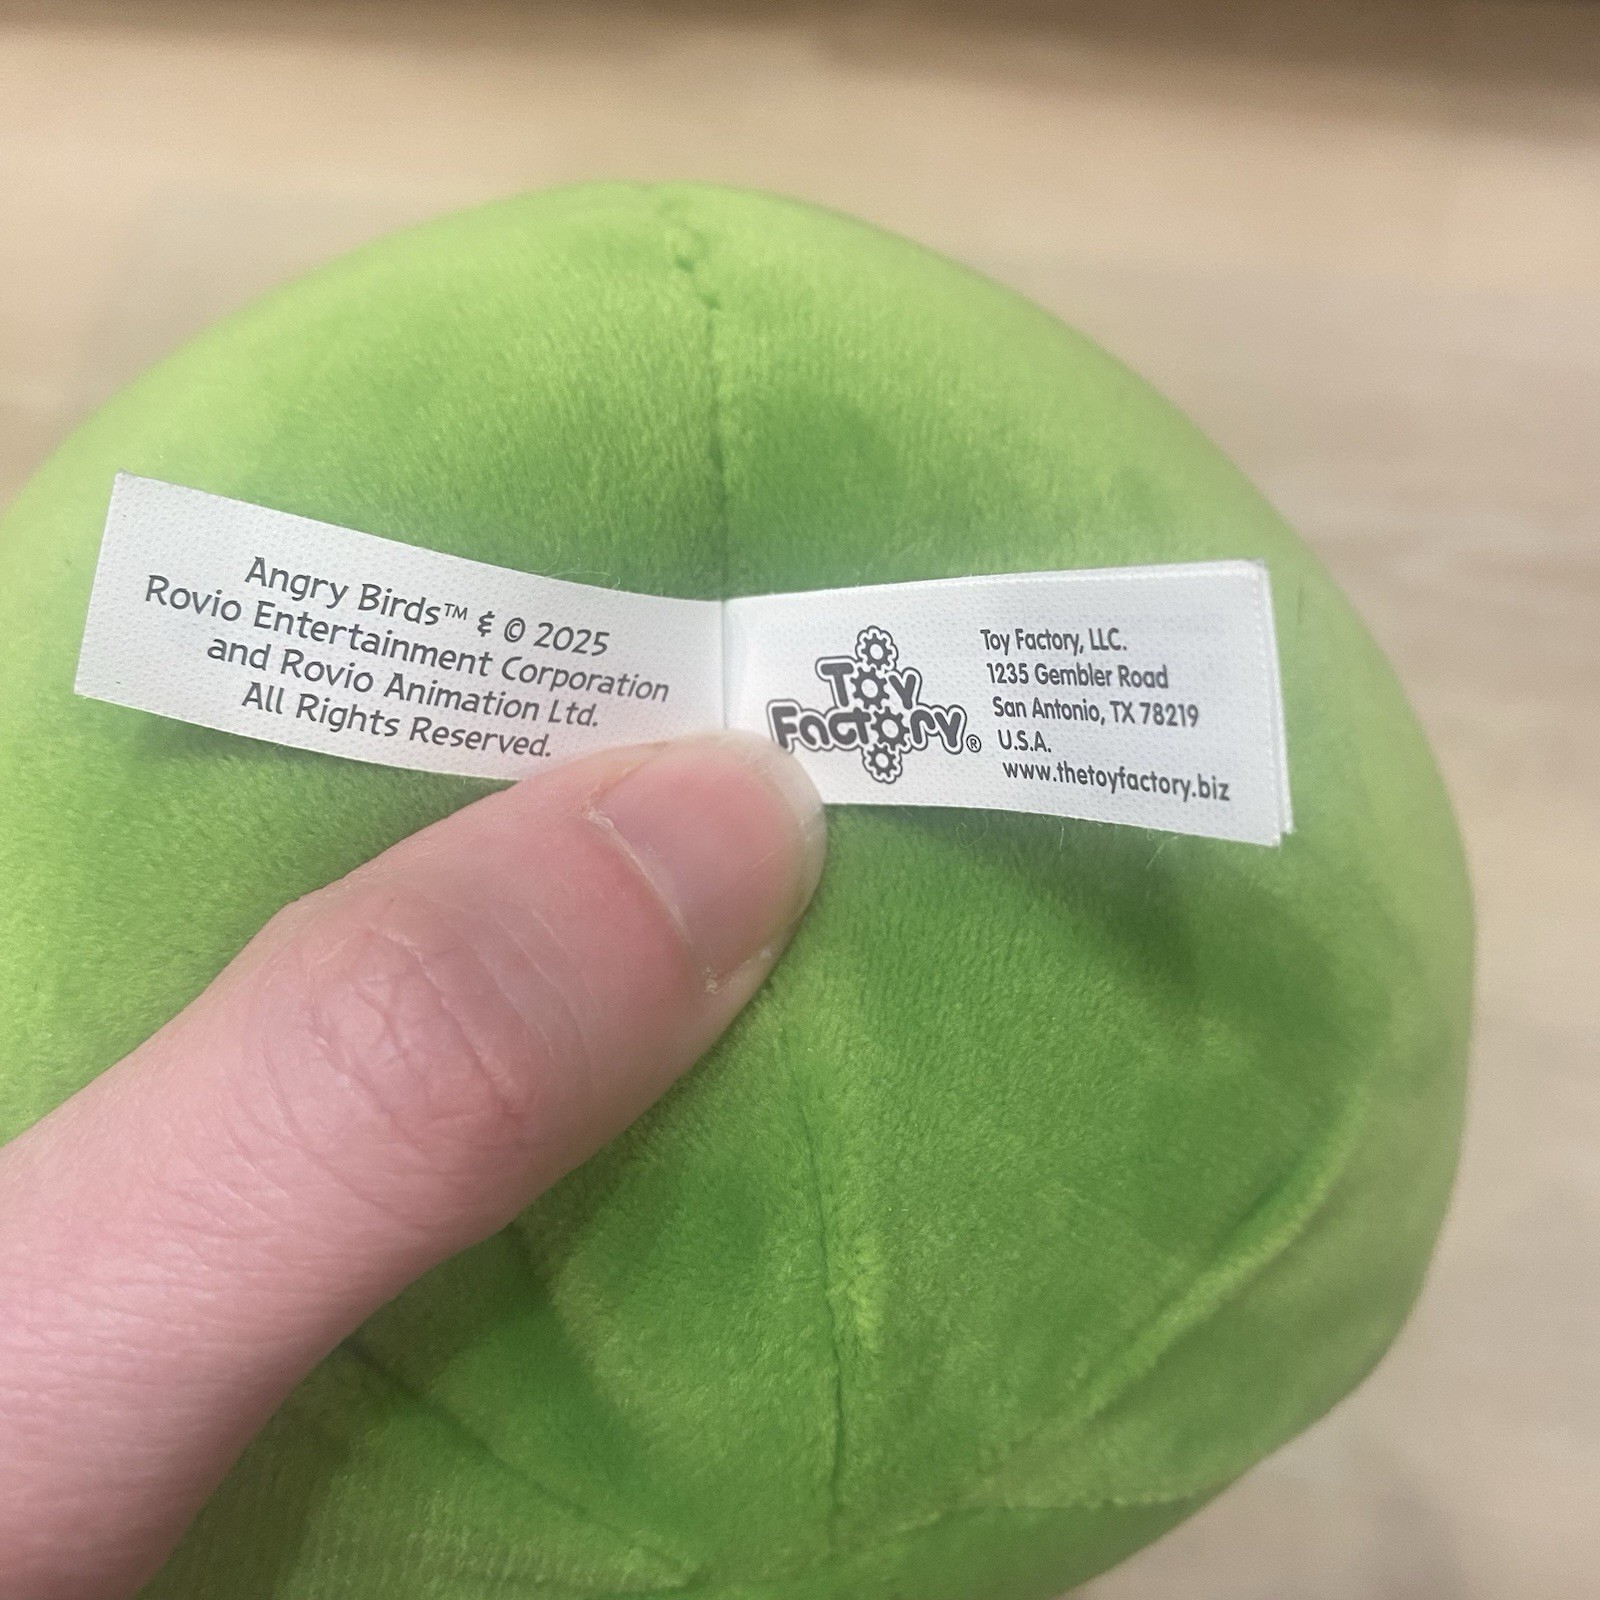 Angry Birds™ & © 2025
Rovio Entertainment Corporation
and Rovio Animation Ltd.
All Rights Reserved.
Toy
Factory®
Toy Factory, LLC.
1235 Gembler Road
San Antonio, TX 78219
U.S.A.
www.thetoyfactory.biz